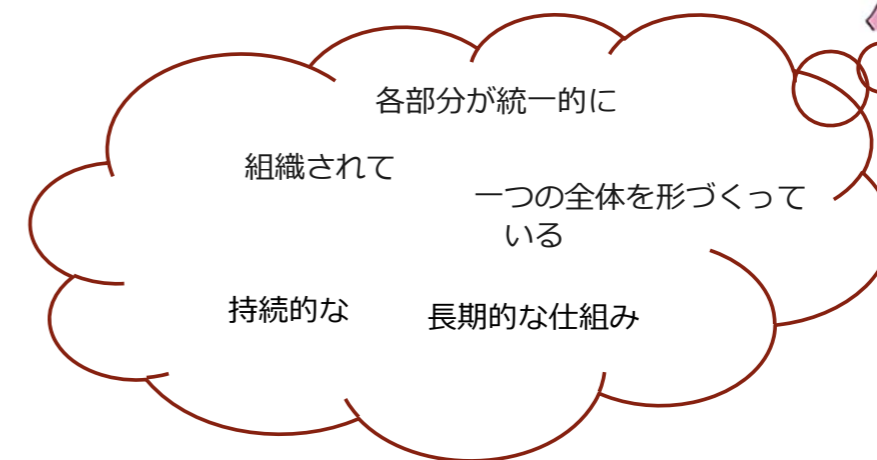 各部分が統一的に
組織されて
一つの全体を形づくって
いる
持続的な
長期的な仕組み